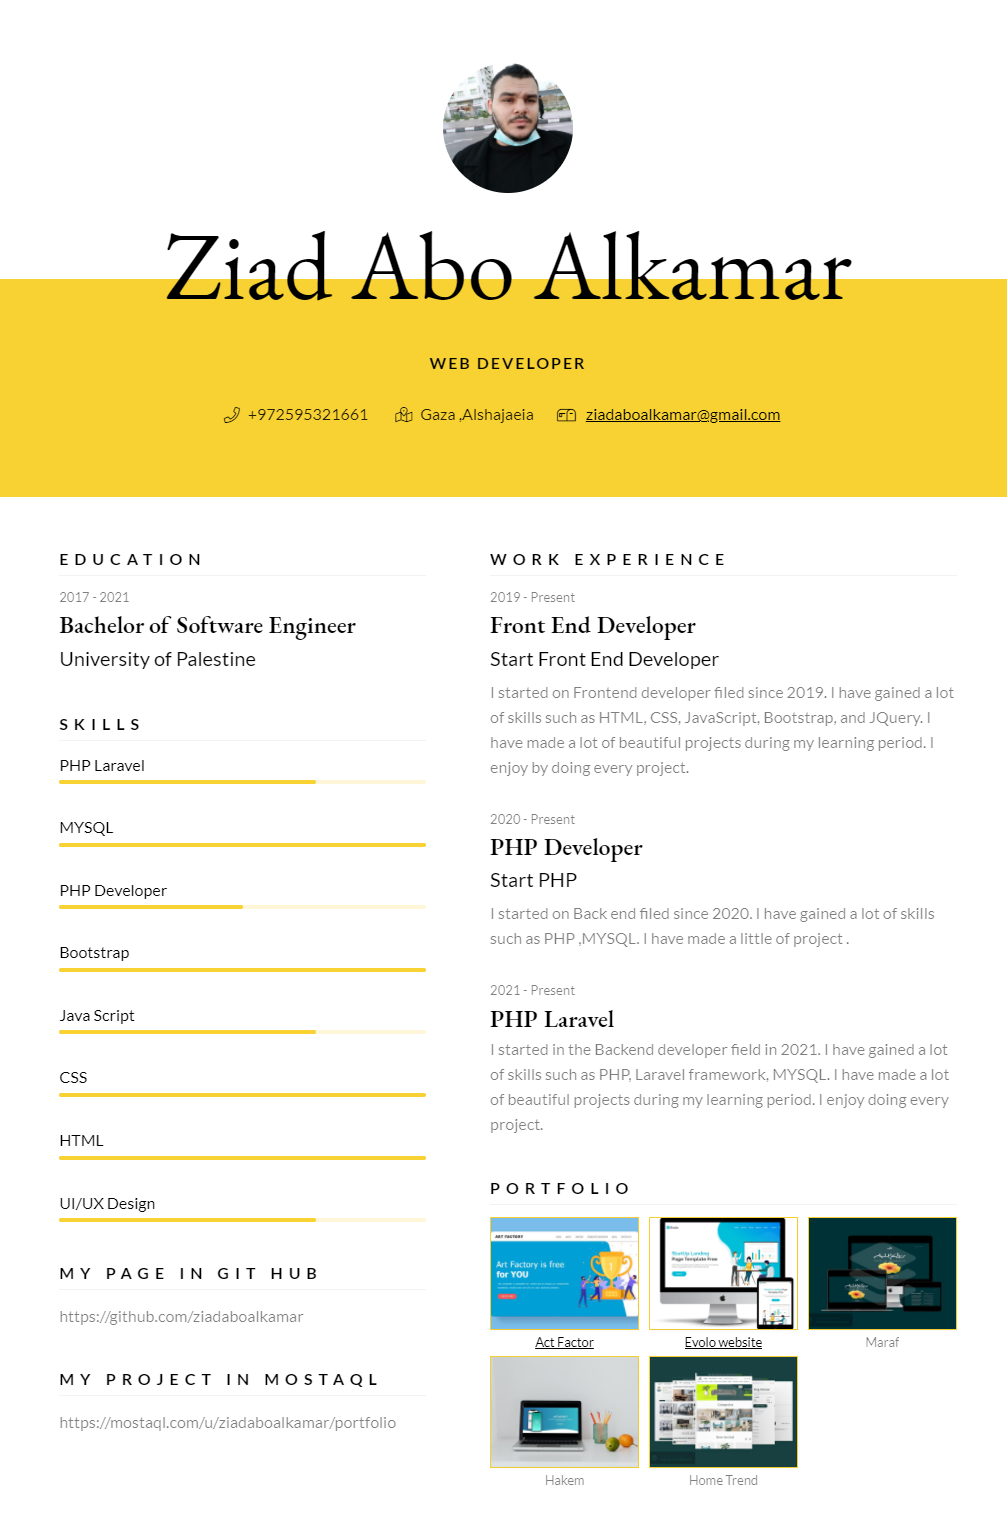 Ziad Abo Alkamar
WEB DEVELOPER
+972595321661 Gaza ,Alshajaeia ziadaboalkamar@gmail.com
EDUCATION
2017 - 2021
Bachelor of Software Engineer
University of Palestine
SKILLS
PHP Laravel
MYSQL
PHP Developer
Bootstrap
Java Script
CSS
HTML
UI/UX Design
MY PAGE IN GIT HUB
https://github.com/ziadaboalkamar
MY PROJECT IN MOSTAQL
https://mostaql.com/u/ziadaboalkamar/portfolio
WORK EXPERIENCE
2019 - Present
Front End Developer
Start Front End Developer
I started on Frontend developer filed since 2019. I have gained a lot
of skills such as HTML, CSS, JavaScript, Bootstrap, and JQuery. I
have made a lot of beautiful projects during my learning period. I
enjoy by doing every project.
2020 - Present
PHP Developer
Start PHP
I started on Back end filed since 2020. I have gained a lot of skills
such as PHP ,MYSQL. I have made a little of project .
2021 - Present
PHP Laravel
I started in the Backend developer field in 2021. I have gained a lot
of skills such as PHP, Laravel framework, MYSQL. I have made a lot
of beautiful projects during my learning period. I enjoy doing every
project.
PORTFOLIO
ART FACTORY
Art Factory is free
for YOU
StartUp Landing
Page Template Free
Act Factor
Evolo website
Maraf
Hakem
Home Trend